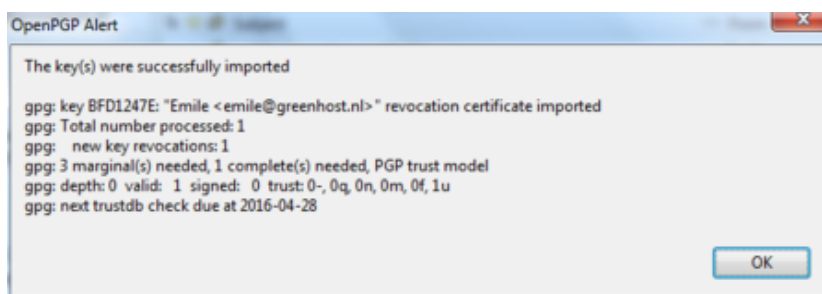 OpenPGP Alert
The key(s) were successfully imported
gpg: key BFD1247E: "Emile <emile@greenhost.nl>" revocation certificate imported
gpg: Total number processed: 1
gpg:    new key revocations: 1
gpg: 3 marginal(s) needed, 1 complete(s) needed, PGP trust model
gpg: depth: 0  valid:   1  signed:   0  trust: 0-, 0q, 0n, 0m, 0f, 1u
gpg: next trustdb check due at 2016-04-28
OK